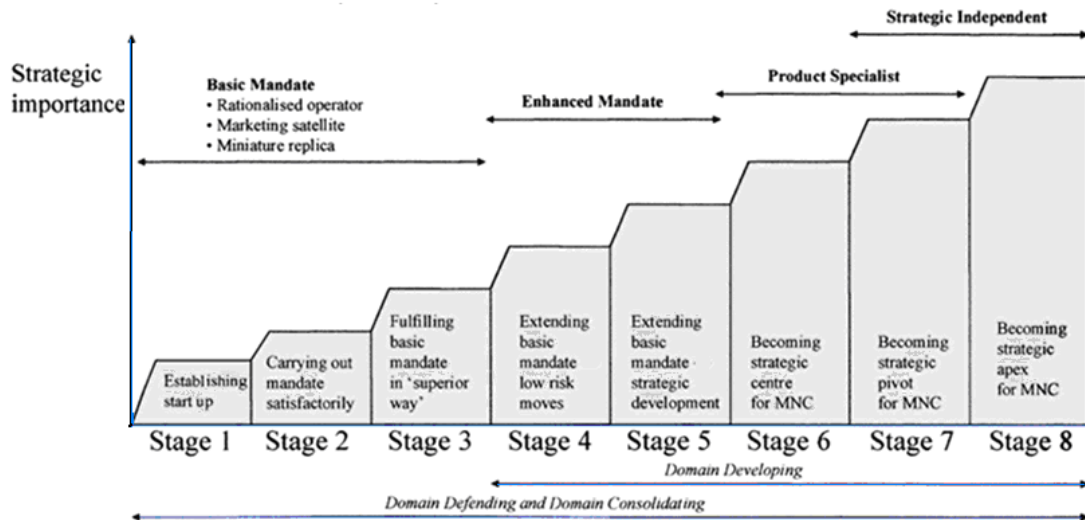 Strategic Independent
Strategic
importance
Basic Mandate
• Rationalised operator
• Marketing satellite
• Miniature replica
Product Specialist
Enhanced Mandate
Establishing
start up
Carrying out
mandate
satisfactorily
Fulfilling
basic
mandate
in ‘superior
way’
Extending
basic
mandate
low risk
moves
Extending
basic
mandate
strategic
development
Becoming
strategic
centre
for MNC
Becoming
strategic
pivot
for MNC
Becoming
strategic
apex
for MNC
Stage 1
Stage 2
Stage 3
Stage 4
Stage 5
Stage 6
Stage 7
Stage 8
Domain Developing
Domain Defending and Domain Consolidating